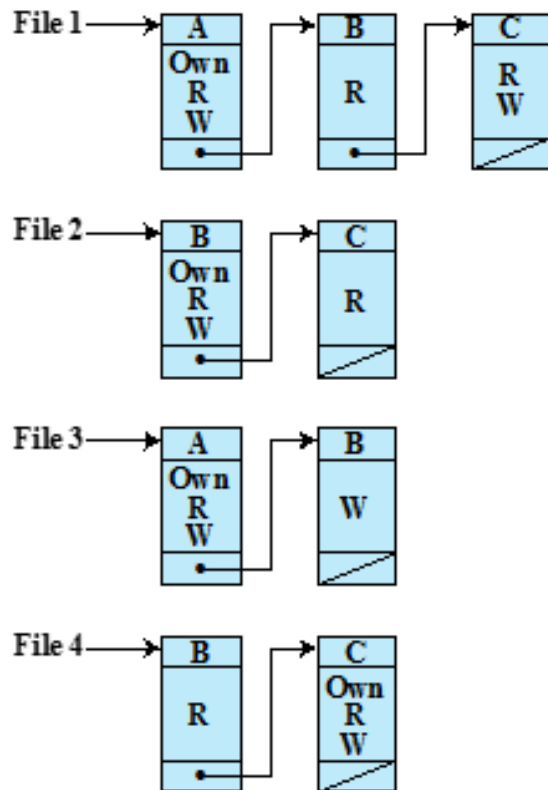 File 1 A B C
Own
R R R
W W
File 2 B C
Own
R R
W
File 3 A B
Own
R W
W
File 4 B C
R Own
R
W